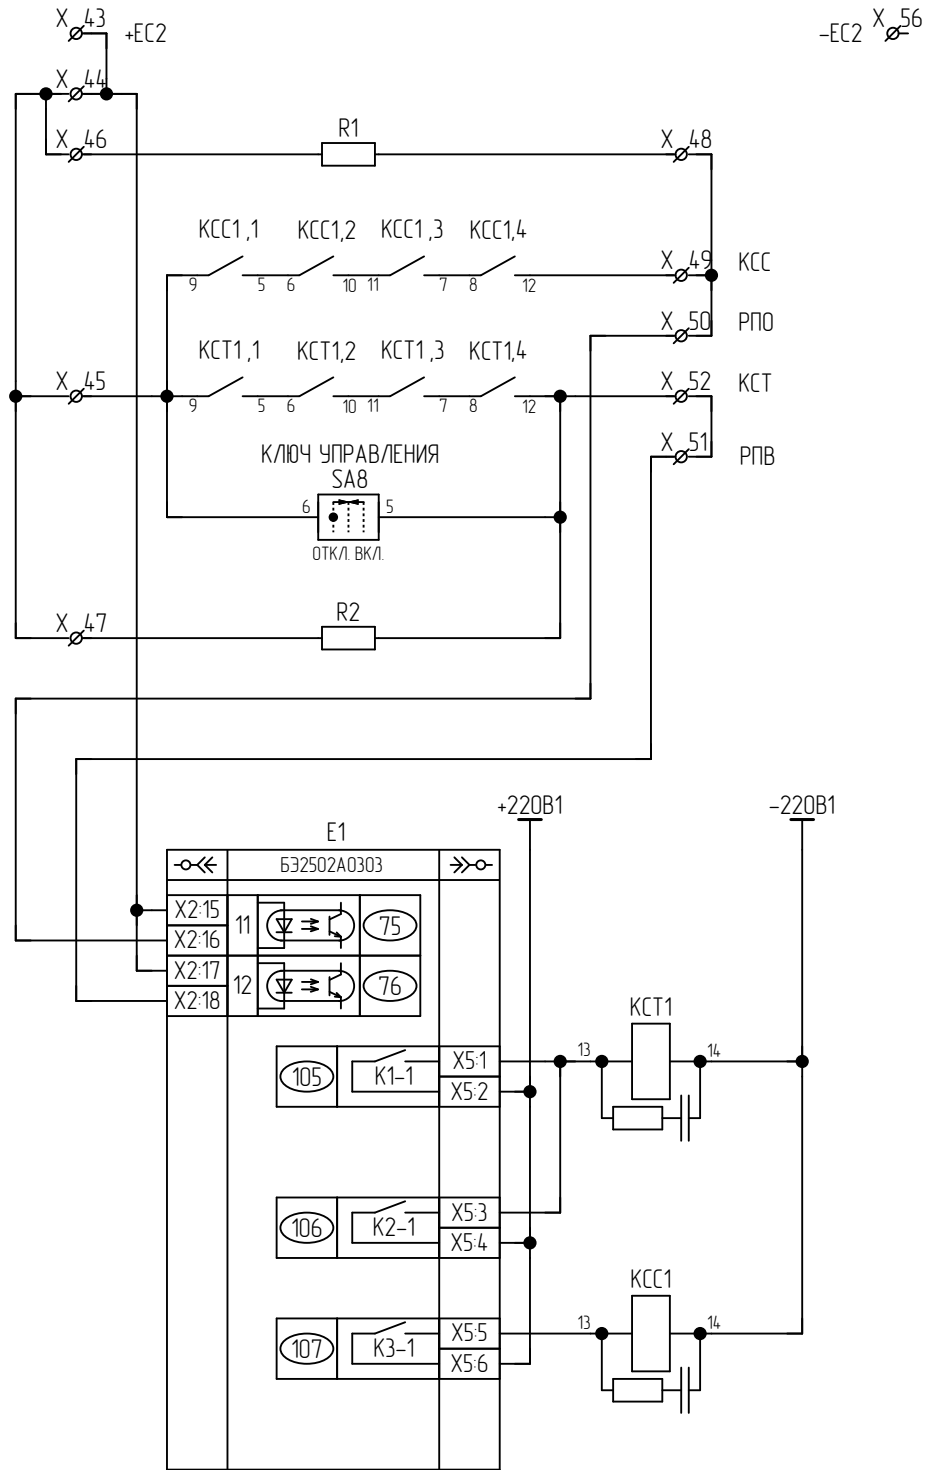 X 43
+EC2
-EC2
X 56
X 44
X 46
R1
X 48
КСС1,1 КСС1,2 КСС1,3 КСС1,4
X 49
КСС
9 5 6 10 11 7 8 12
X 50
РПО
КСТ1,1 КСТ1,2 КСТ1,3 КСТ1,4
X 45
X 52
КСТ
9 5 6 10 11 7 8 12
КЛЮЧ УПРАВЛЕНИЯ
X 51
РПВ
SA8
6 5
ОТКЛ. ВКЛ.
X 47
R2
+220В1
-220В1
E1
БЭ2502А0303
X2:15
11
75
X2:16
X2:17
12
76
X2:18
КСТ1
105
K1-1
X5:1
13
14
X5:2
106
K2-1
X5:3
X5:4
КСС1
107
K3-1
X5:5
13
14
X5:6